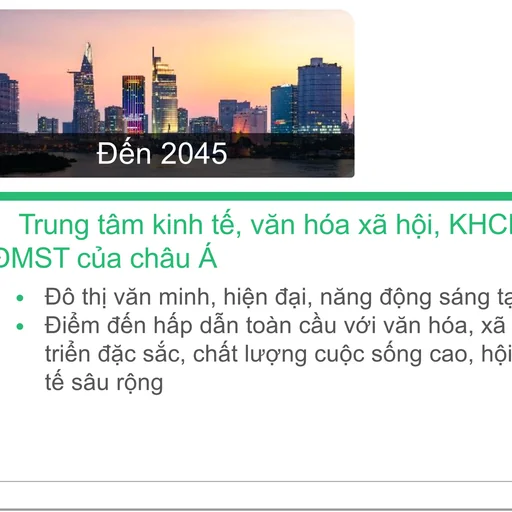 Đến 2045
Trung tâm kinh tế, văn hóa xã hội, KHC
ĐMST của châu Á
Đô thị văn minh, hiện đại, năng động sáng
Điểm đến hấp dẫn toàn cầu với văn hóa, xã
triển đặc sắc, chất lượng cuộc sống cao, hội
tế sâu rộng